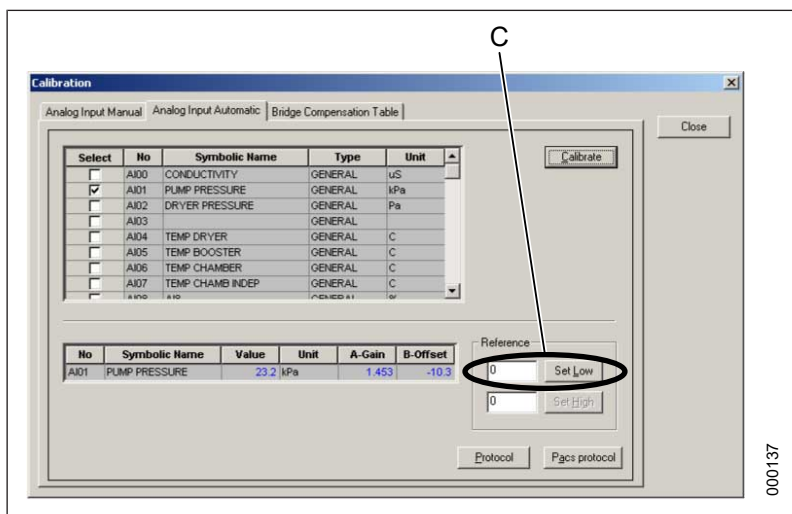 C
Calibration
Analog Input Manual Analog Input Automatic Bridge Compensation Table
Close
Calibrate
Select No Symbolic Name Type Unit
AI00 CONDUCTIVITY GENERAL uS
AI01 PUMP PRESSURE GENERAL kPa
AI02 DRYER PRESSURE GENERAL Pa
AI03 GENERAL
AI04 TEMP DRYER GENERAL C
AI05 TEMP BOOSTER GENERAL C
AI06 TEMP CHAMBER GENERAL C
AI07 TEMP CHAMB INDEP GENERAL C
AI08 AI8 GENERAL %
Reference
No Symbolic Name Value Unit A-Gain B-Offset
AI01 PUMP PRESSURE 23.2 kPa 1.453 -10.3
0 Set Low
0 Set High
Protocol Pacs protocol
000137